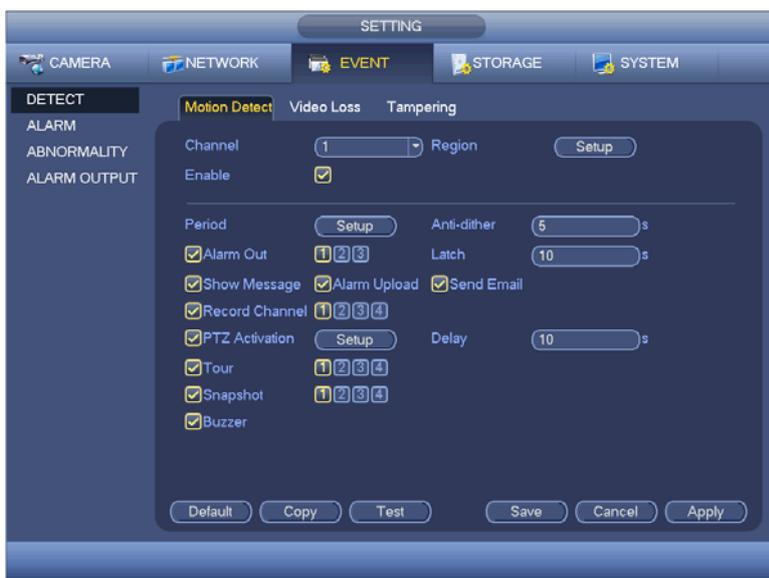 SETTING
CAMERA NETWORK EVENT STORAGE SYSTEM
DETECT
ALARM
ABNORMALITY
ALARM OUTPUT
Motion Detect Video Loss Tampering
Channel 1 Region Setup
Enable
Period Setup Anti-dither 5 s
Alarm Out 1 2 3 Latch 10 s
Show Message Alarm Upload Send Email
Record Channel 1 2 3 4
PTZ Activation Setup Delay 10 s
Tour 1 2 3 4
Snapshot 1 2 3 4
Buzzer
Default Copy Test Save Cancel Apply